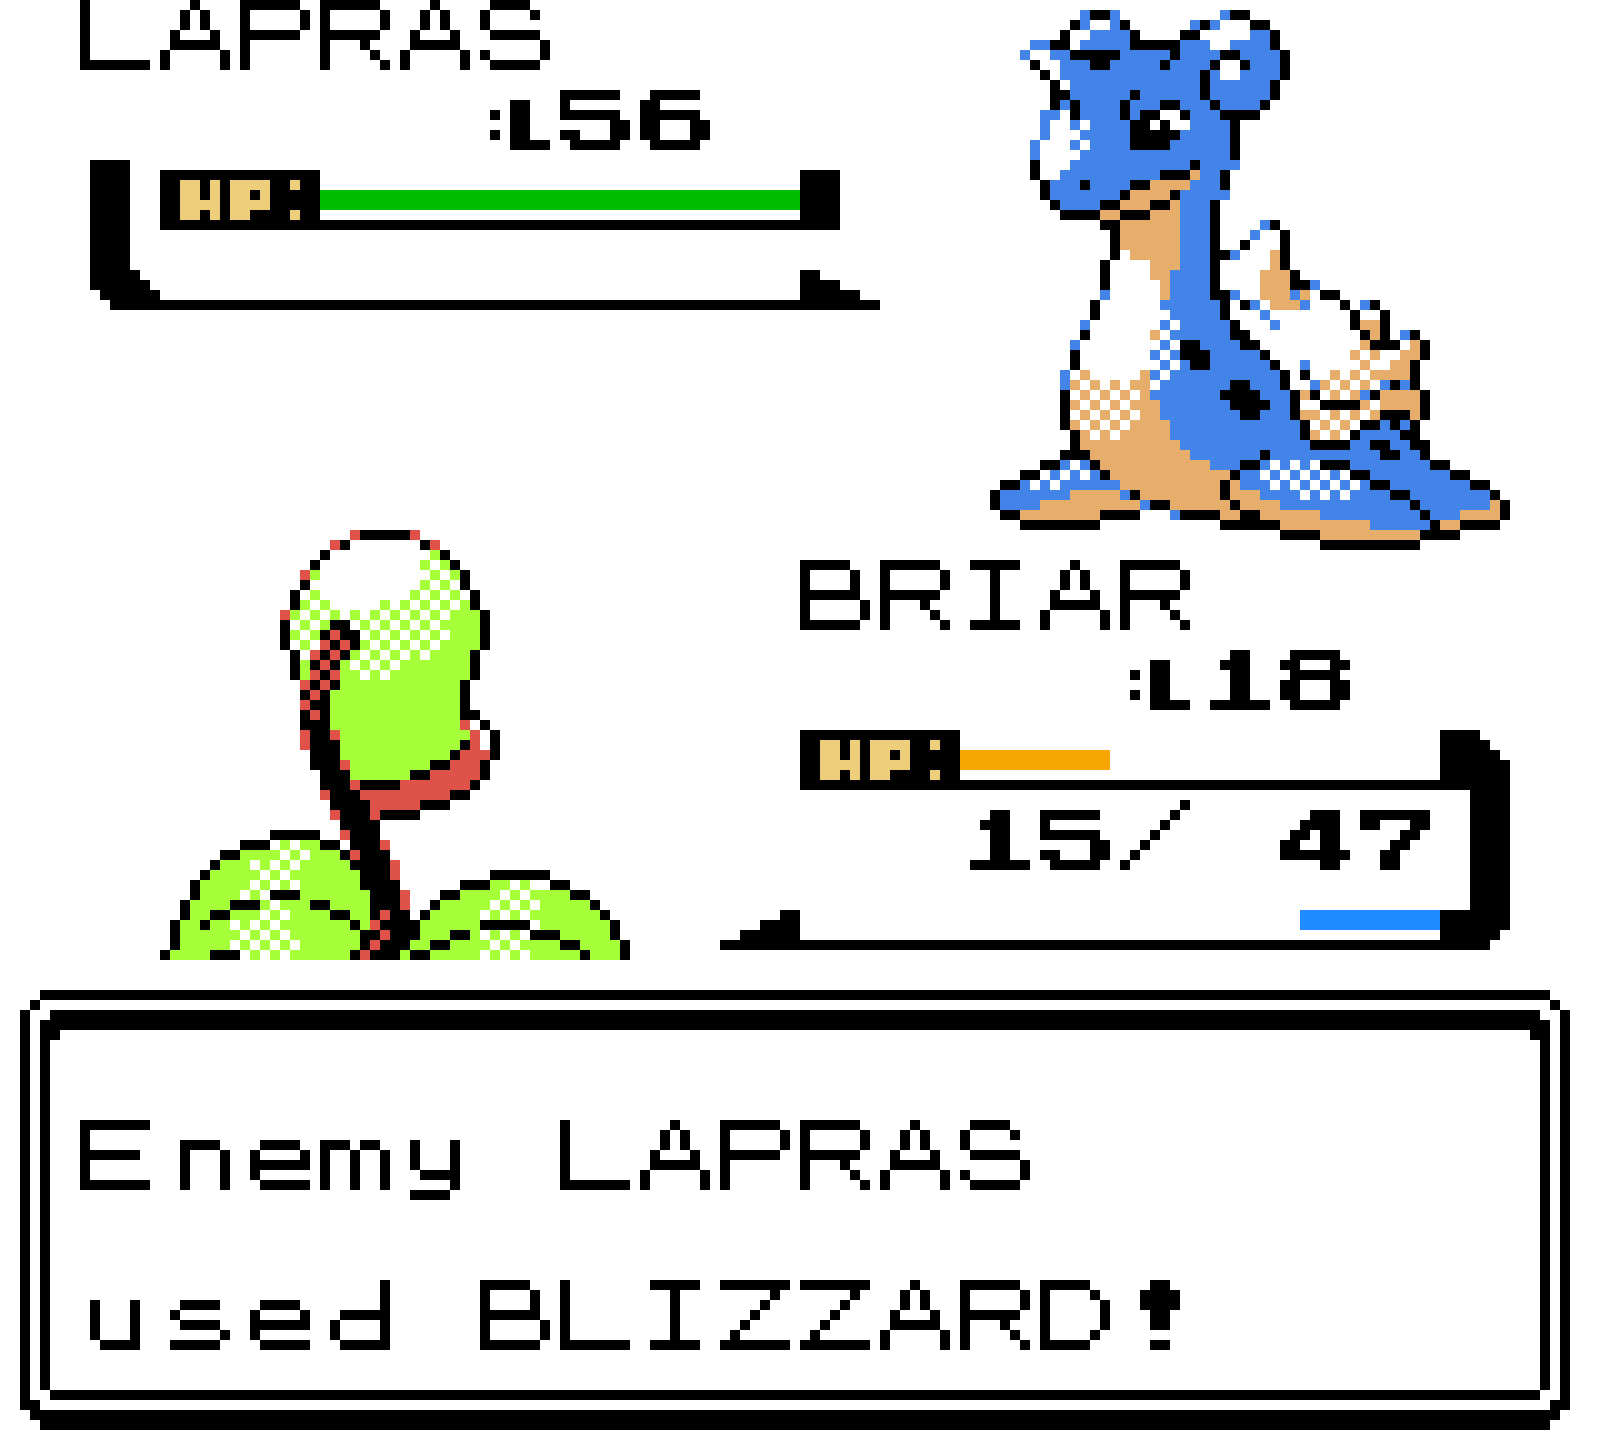 LAPRAS
:L56
HP:
BRIAR
:L18
HP:
15/ 47
Enemy LAPRAS
used BLIZZARD!